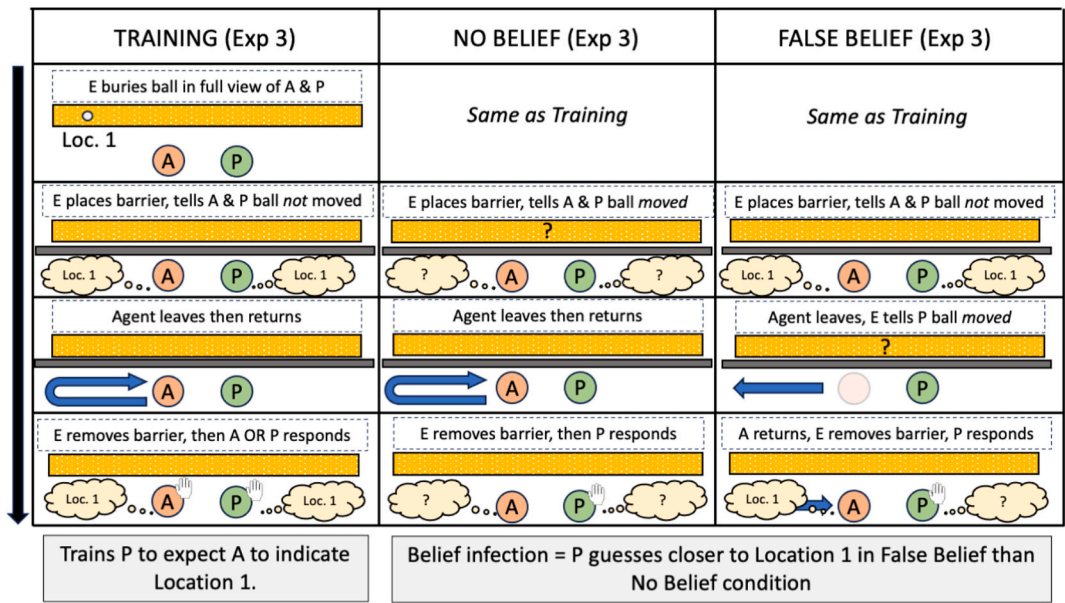 TRAINING (Exp 3)
NO BELIEF (Exp 3)
FALSE BELIEF (Exp 3)
E buries ball in full view of A & P
Loc. 1
A
P
Same as Training
Same as Training
E places barrier, tells A & P ball not moved
Loc. 1
A
P
Loc. 1
E places barrier, tells A & P ball moved
?
?
A
P
?
E places barrier, tells A & P ball not moved
Loc. 1
A
P
Loc. 1
Agent leaves then returns
A
P
Agent leaves then returns
A
P
Agent leaves, E tells P ball moved
?
P
E removes barrier, then A OR P responds
Loc. 1
A
P
Loc. 1
E removes barrier, then P responds
?
A
P
?
A returns, E removes barrier, P responds
Loc. 1
A
P
?
Trains P to expect A to indicate
Location 1.
Belief infection = P guesses closer to Location 1 in False Belief than
No Belief condition